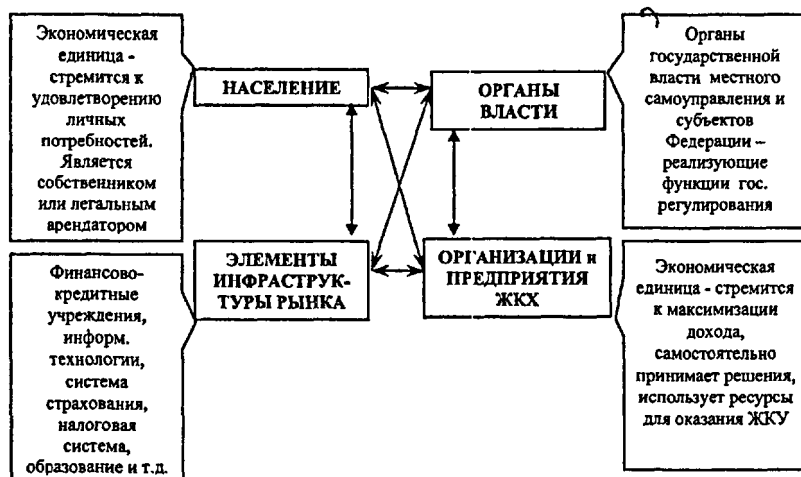 Экономическая
единица -
стремится к
удовлетворению
личных
потребностей.
Является
собственником
или легальным
арендатором
НАСЕЛЕНИЕ
ОРГАНЫ
ВЛАСТИ
Органы
государственной
власти местного
самоуправления и
субъектов
Федерации –
реализующие
функции гос.
регулирования
Финансово-
кредитные
учреждения,
информ.
технологии,
система
страхования,
налоговая
система,
образование и т.д.
ЭЛЕМЕНТЫ
ИНФРАСТРУК-
ТУРЫ РЫНКА
ОРГАНИЗАЦИИ и
ПРЕДПРИЯТИЯ
ЖКХ
Экономическая
единица - стремится
к максимизации
дохода,
самостоятельно
принимает решения,
использует ресурсы
для оказания ЖКУ